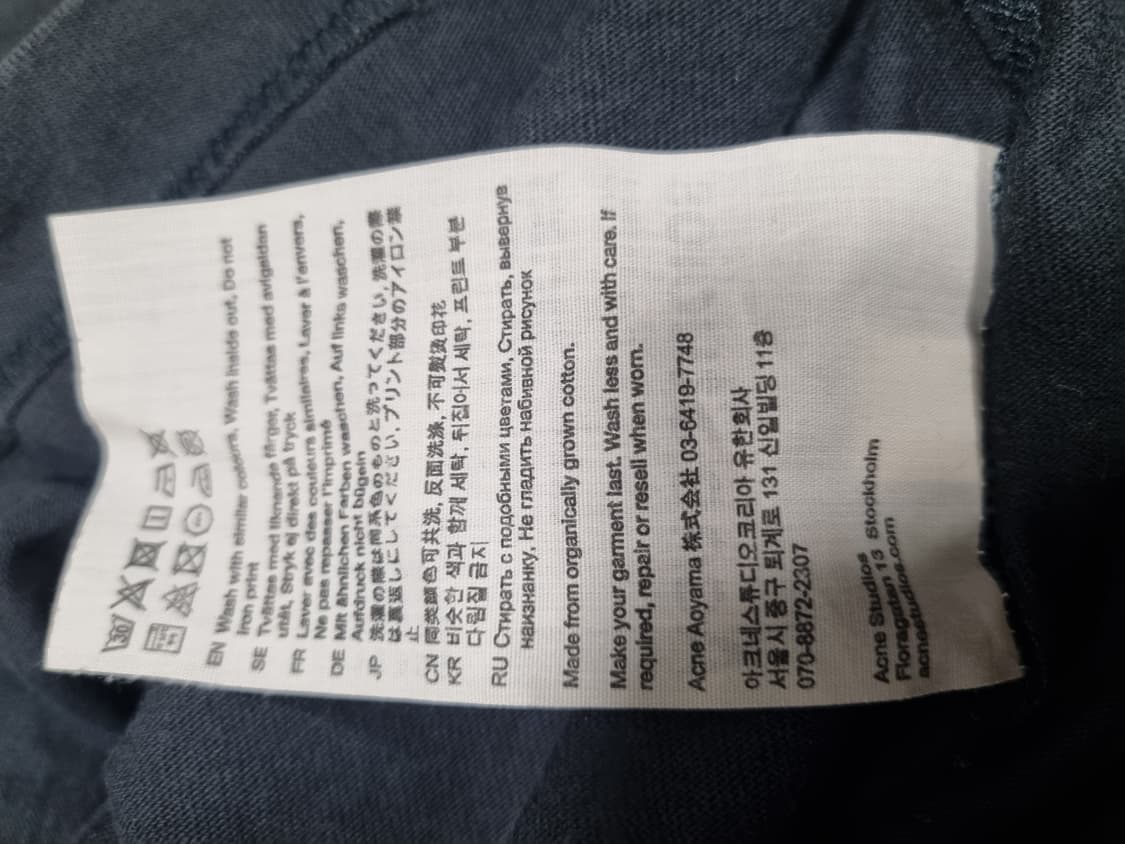 30
EN Wash with similar colours, Wash inside out, Do not
iron print
SE Tvättas med liknande färger, Tvättas med avigsidan
utåt, Stryk ej direkt på tryck
FR Laver avec des couleurs similaires, Laver à l'envers,
Ne pas repasser l'imprimé
DE Mit ähnlichen Farben waschen, Auf links waschen,
Aufdruck nicht bügeln
JP 洗濯の際は同系色のものと洗ってください, 洗濯の際
は裏返しにしてください, プリント部分のアイロン禁
止
CN 同类颜色可共洗, 反面洗涤, 不可熨烫印花
KR 비슷한 색과 함께 세탁, 뒤집어서 세탁, 프린트 부분
다림질 금지
RU Стирать с подобными цветами, Стирать, вывернув
наизнанку, Не гладить набивной рисунок
Made from organically grown cotton.
Make your garment last. Wash less and with care. If
required, repair or resell when worn.
Acne Aoyama 株式会社 03-6419-7748
아크네스튜디오코리아 유한회사
서울시 중구 퇴계로 131 신일빌딩 11층
070-8872-2307
Acne Studios
Floragatan 13 Stockholm
acnestudios.com